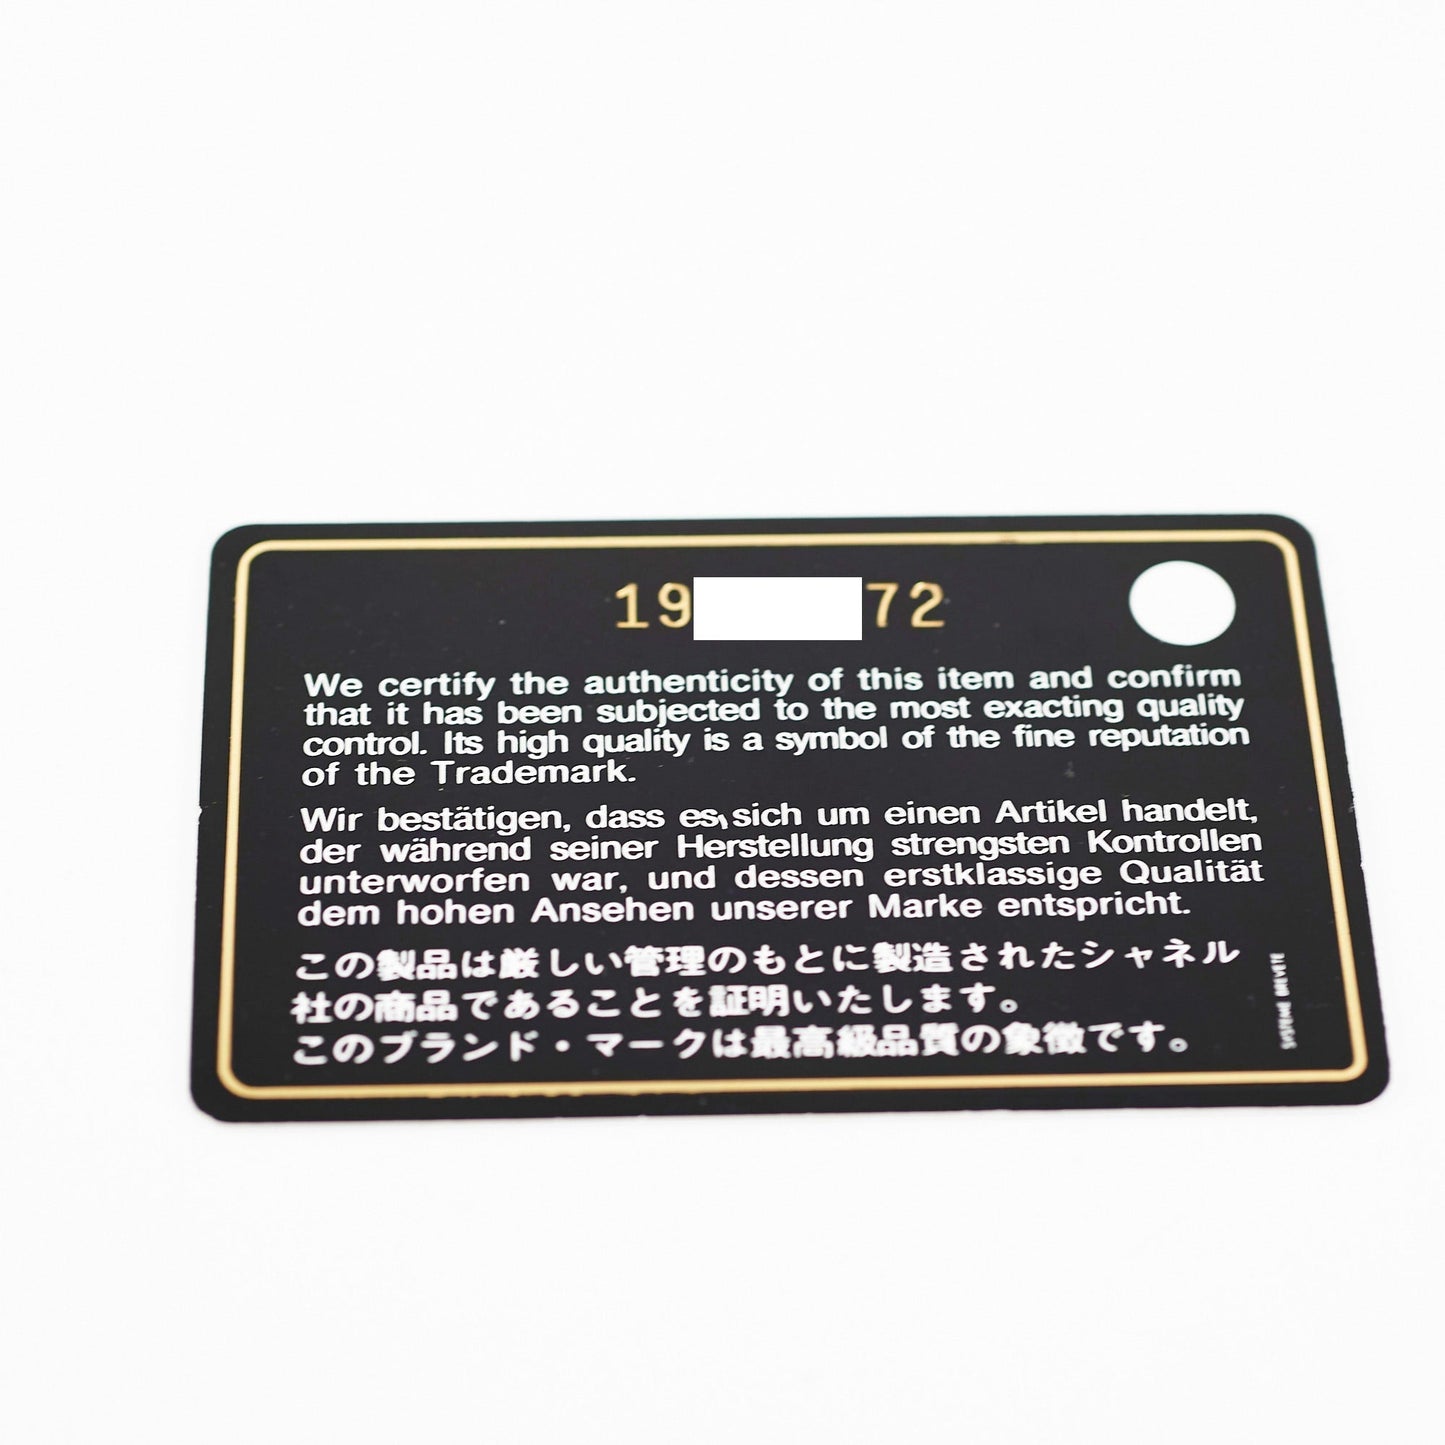 19 72
We certify the authenticity of this item and confirm
that it has been subjected to the most exacting quality
control. Its high quality is a symbol of the fine reputation
of the Trademark.
Wir bestätigen, dass es sich um einen Artikel handelt,
der während seiner Herstellung strengsten Kontrollen
unterworfen war, und dessen erstklassige Qualität
dem hohen Ansehen unserer Marke entspricht.
この製品は厳しい管理のもとに製造されたシャネル
社の商品であることを証明いたします。
このブランド・マークは最高級品質の象徴です。
SYSTEME BREVETE